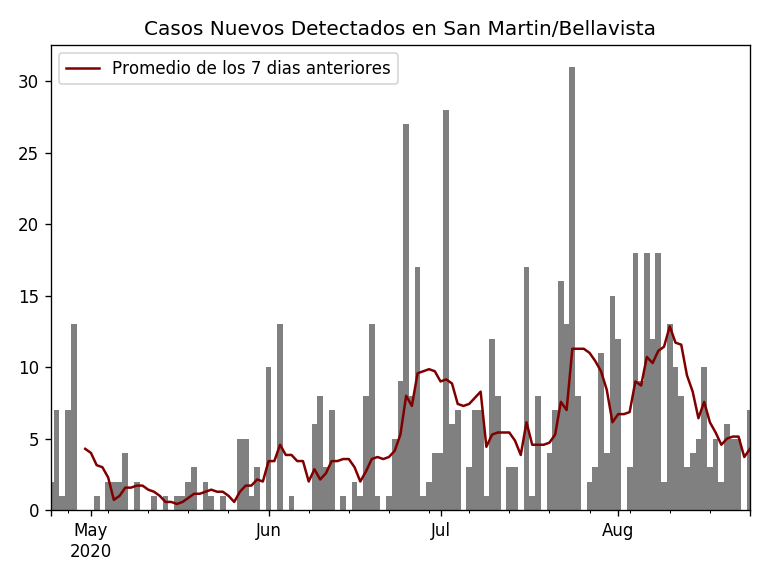 Casos Nuevos Detectados en San Martin/Bellavista
Promedio de los 7 dias anteriores
30
25
20
15
10
5
0
May Jun Jul Aug
2020